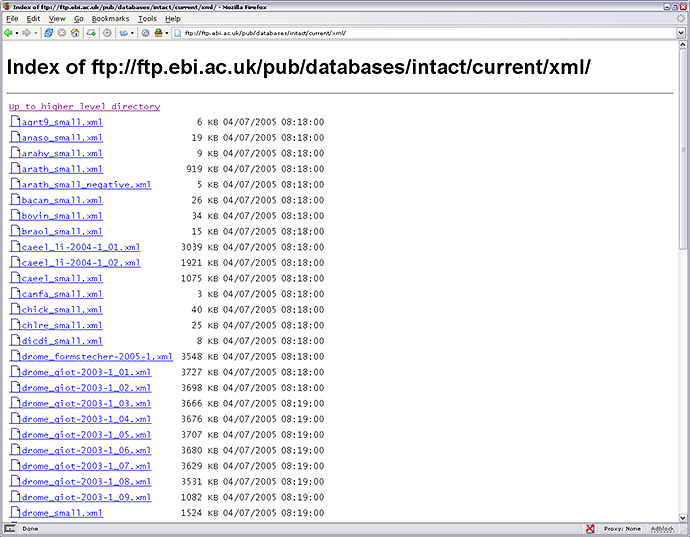 Index of ftp://ftp.ebi.ac.uk/pub/databases/intact/current/xml/ - Mozilla Firefox
File Edit View Go Bookmarks Tools Help
ftp://ftp.ebi.ac.uk/pub/databases/intact/current/xml/
Index of ftp://ftp.ebi.ac.uk/pub/databases/intact/current/xml/
Up to higher level directory
agrt9_small.xml 6 KB 04/07/2005 08:18:00
anaso_small.xml 19 KB 04/07/2005 08:18:00
arahy_small.xml 9 KB 04/07/2005 08:18:00
arath_small.xml 919 KB 04/07/2005 08:18:00
arath_small_negative.xml 5 KB 04/07/2005 08:18:00
bacan_small.xml 26 KB 04/07/2005 08:18:00
bovin_small.xml 34 KB 04/07/2005 08:18:00
braol_small.xml 15 KB 04/07/2005 08:18:00
caeel_li-2004-1_01.xml 3039 KB 04/07/2005 08:18:00
caeel_li-2004-1_02.xml 1921 KB 04/07/2005 08:18:00
caeel_small.xml 1075 KB 04/07/2005 08:18:00
canfa_small.xml 3 KB 04/07/2005 08:18:00
chick_small.xml 40 KB 04/07/2005 08:18:00
chlre_small.xml 25 KB 04/07/2005 08:18:00
dicdi_small.xml 8 KB 04/07/2005 08:18:00
drome_formstecher-2005-1.xml 3548 KB 04/07/2005 08:18:00
drome_giot-2003-1_01.xml 3727 KB 04/07/2005 08:18:00
drome_giot-2003-1_02.xml 3698 KB 04/07/2005 08:18:00
drome_giot-2003-1_03.xml 3666 KB 04/07/2005 08:19:00
drome_giot-2003-1_04.xml 3676 KB 04/07/2005 08:19:00
drome_giot-2003-1_05.xml 3707 KB 04/07/2005 08:19:00
drome_giot-2003-1_06.xml 3680 KB 04/07/2005 08:19:00
drome_giot-2003-1_07.xml 3629 KB 04/07/2005 08:19:00
drome_giot-2003-1_08.xml 3531 KB 04/07/2005 08:19:00
drome_giot-2003-1_09.xml 1082 KB 04/07/2005 08:19:00
drome_small.xml 1524 KB 04/07/2005 08:19:00
Done Proxy: None Adblock